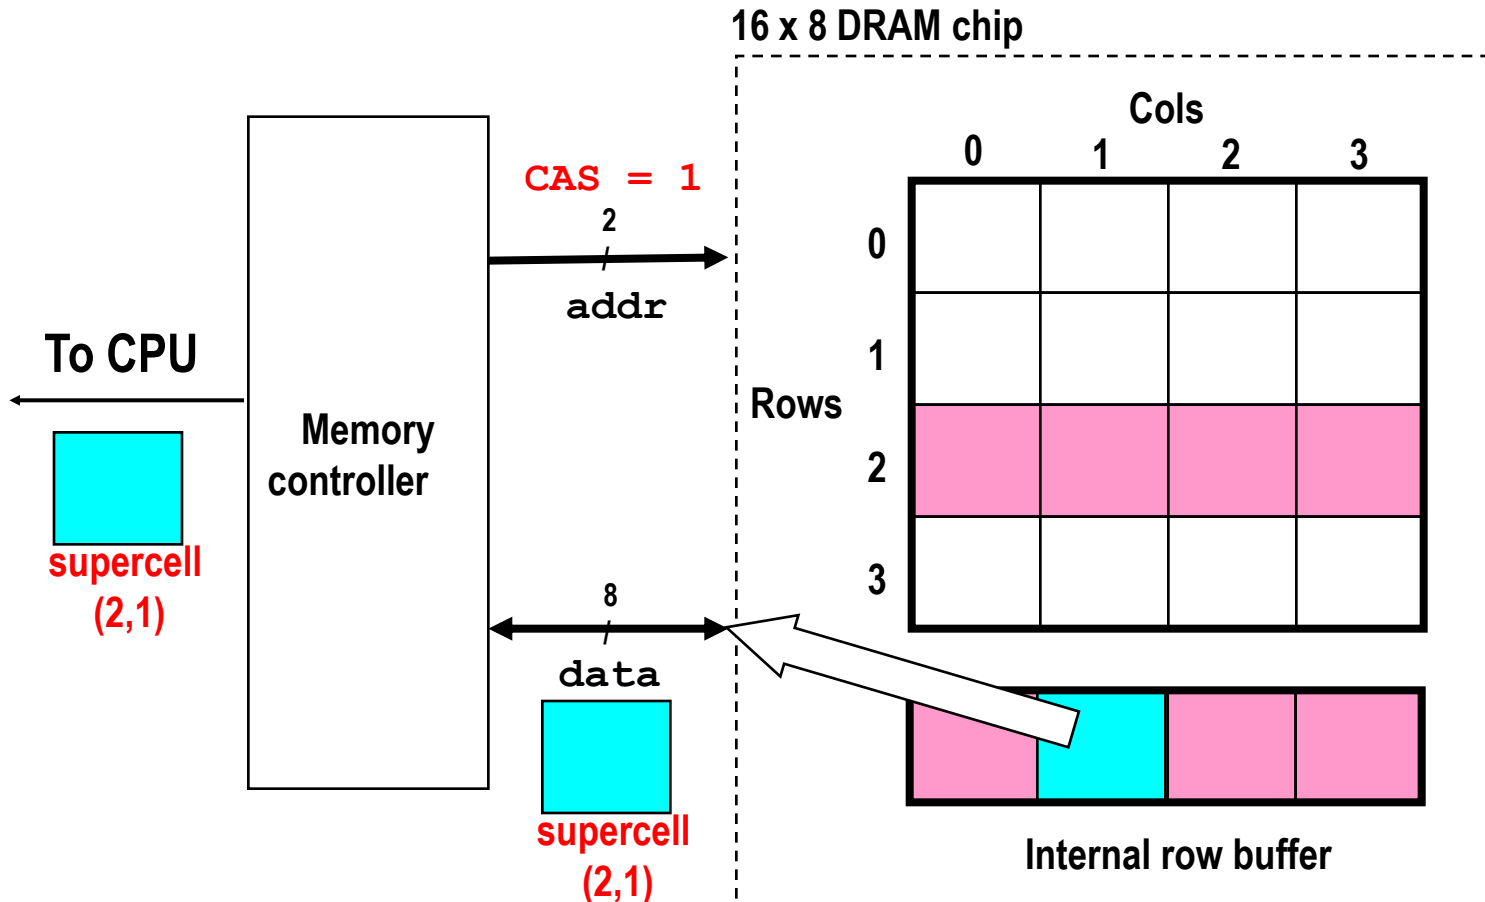 16 x 8 DRAM chip
Cols
0 1 2 3
CAS = 1
2
addr
0
1
Rows
2
3
To CPU
Memory
controller
supercell
(2,1)
8
data
supercell
(2,1)
Internal row buffer